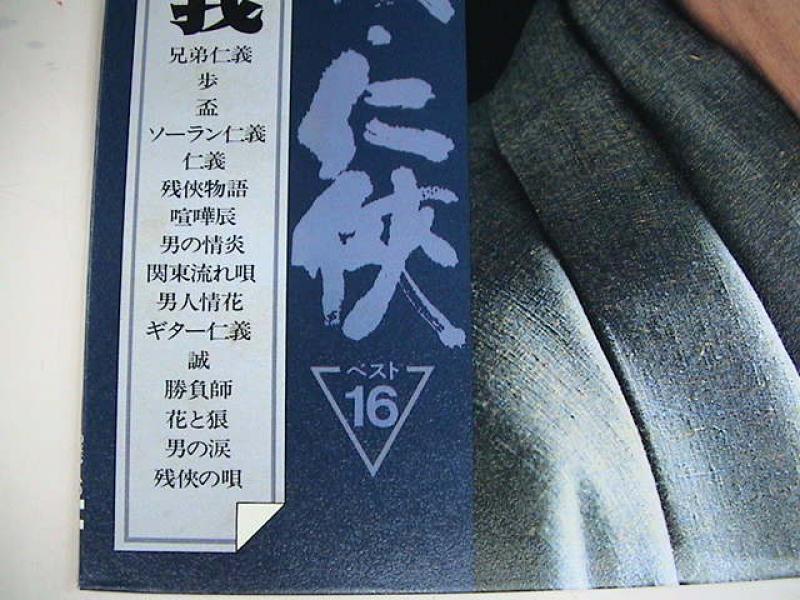 義
兄弟仁義
歩
盃
ソーラン仁義
仁義
残侠物語
喧嘩辰
男の情炎
関東流れ唄
男人情花
ギター仁義
誠
勝負師
花と狼
男の涙
残侠の唄
・仁侠
ベスト
16